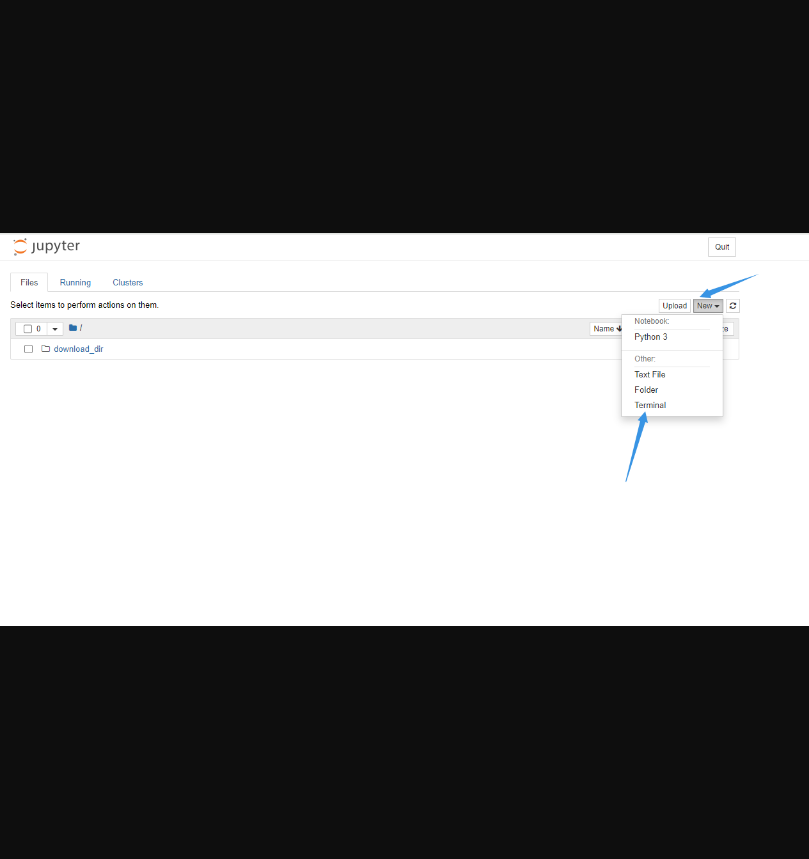 jupyter
Quit
Files Running Clusters
Select items to perform actions on them.
Upload New
0 /
Name
Notebook:
Python 3
download_dir
Other:
Text File
Folder
Terminal